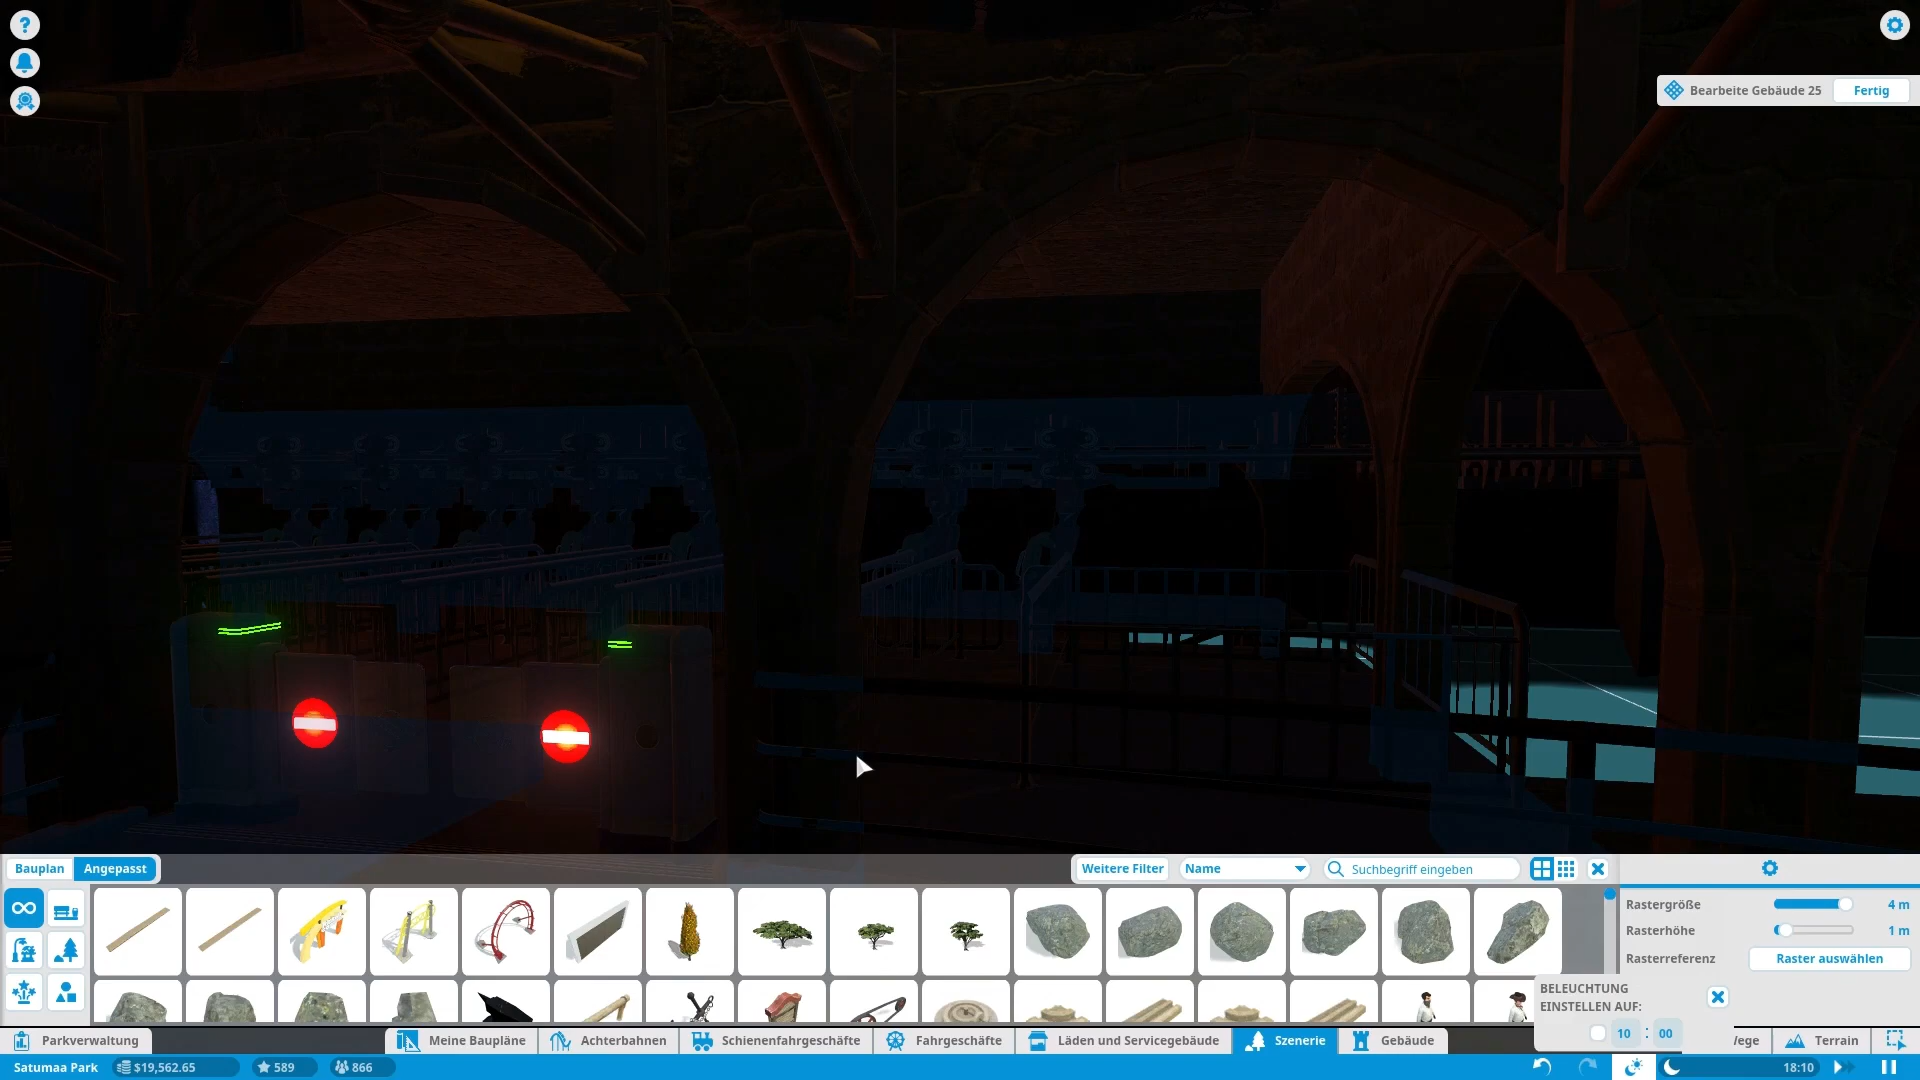 ?
Bearbeite Gebäude 25
Fertig
Bauplan
Angepasst
Weitere Filter
Name
Suchbegriff eingeben
Rastergröße
4 m
Rasterhöhe
1 m
Rasterreferenz
Raster auswählen
BELEUCHTUNG
EINSTELLEN AUF:
10 : 00
Parkverwaltung
Meine Baupläne
Achterbahnen
Schienenfahrgeschäfte
Fahrgeschäfte
Läden und Servicegebäude
Szenerie
Gebäude
Terrain
Satumaa Park
$19,562.65
589
866
18:10